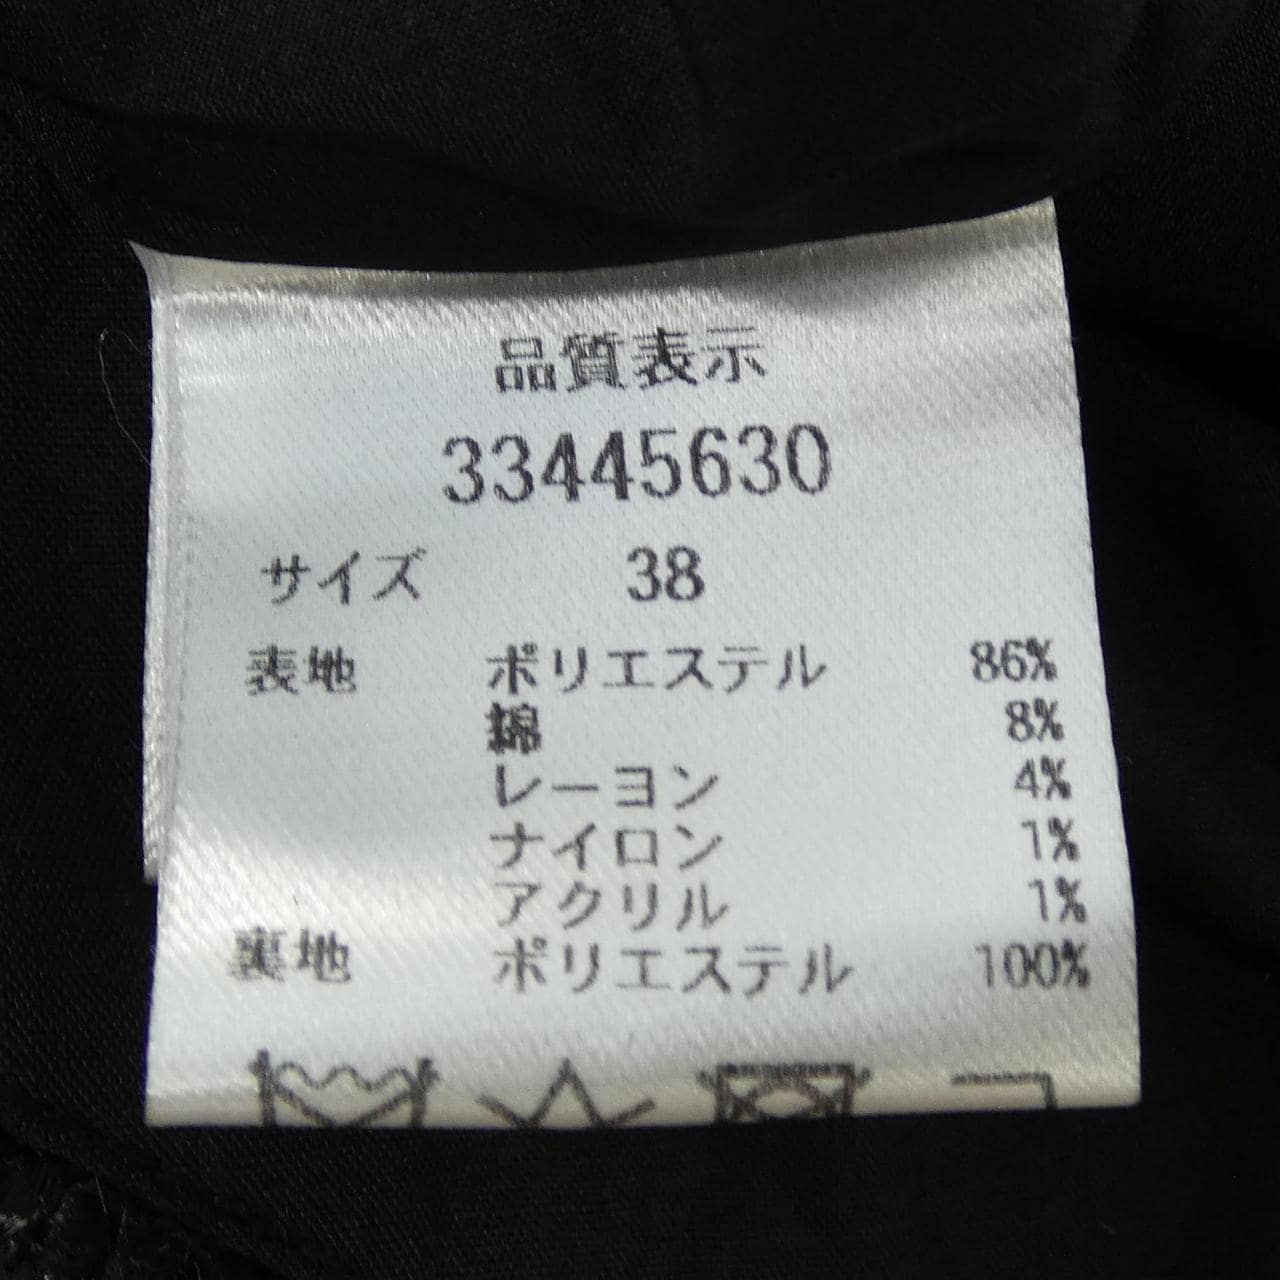 品質表示
33445630
サイズ 38
表地 ポリエステル 86%
綿 8%
レーヨン 4%
ナイロン 1%
アクリル 1%
裏地 ポリエステル 100%